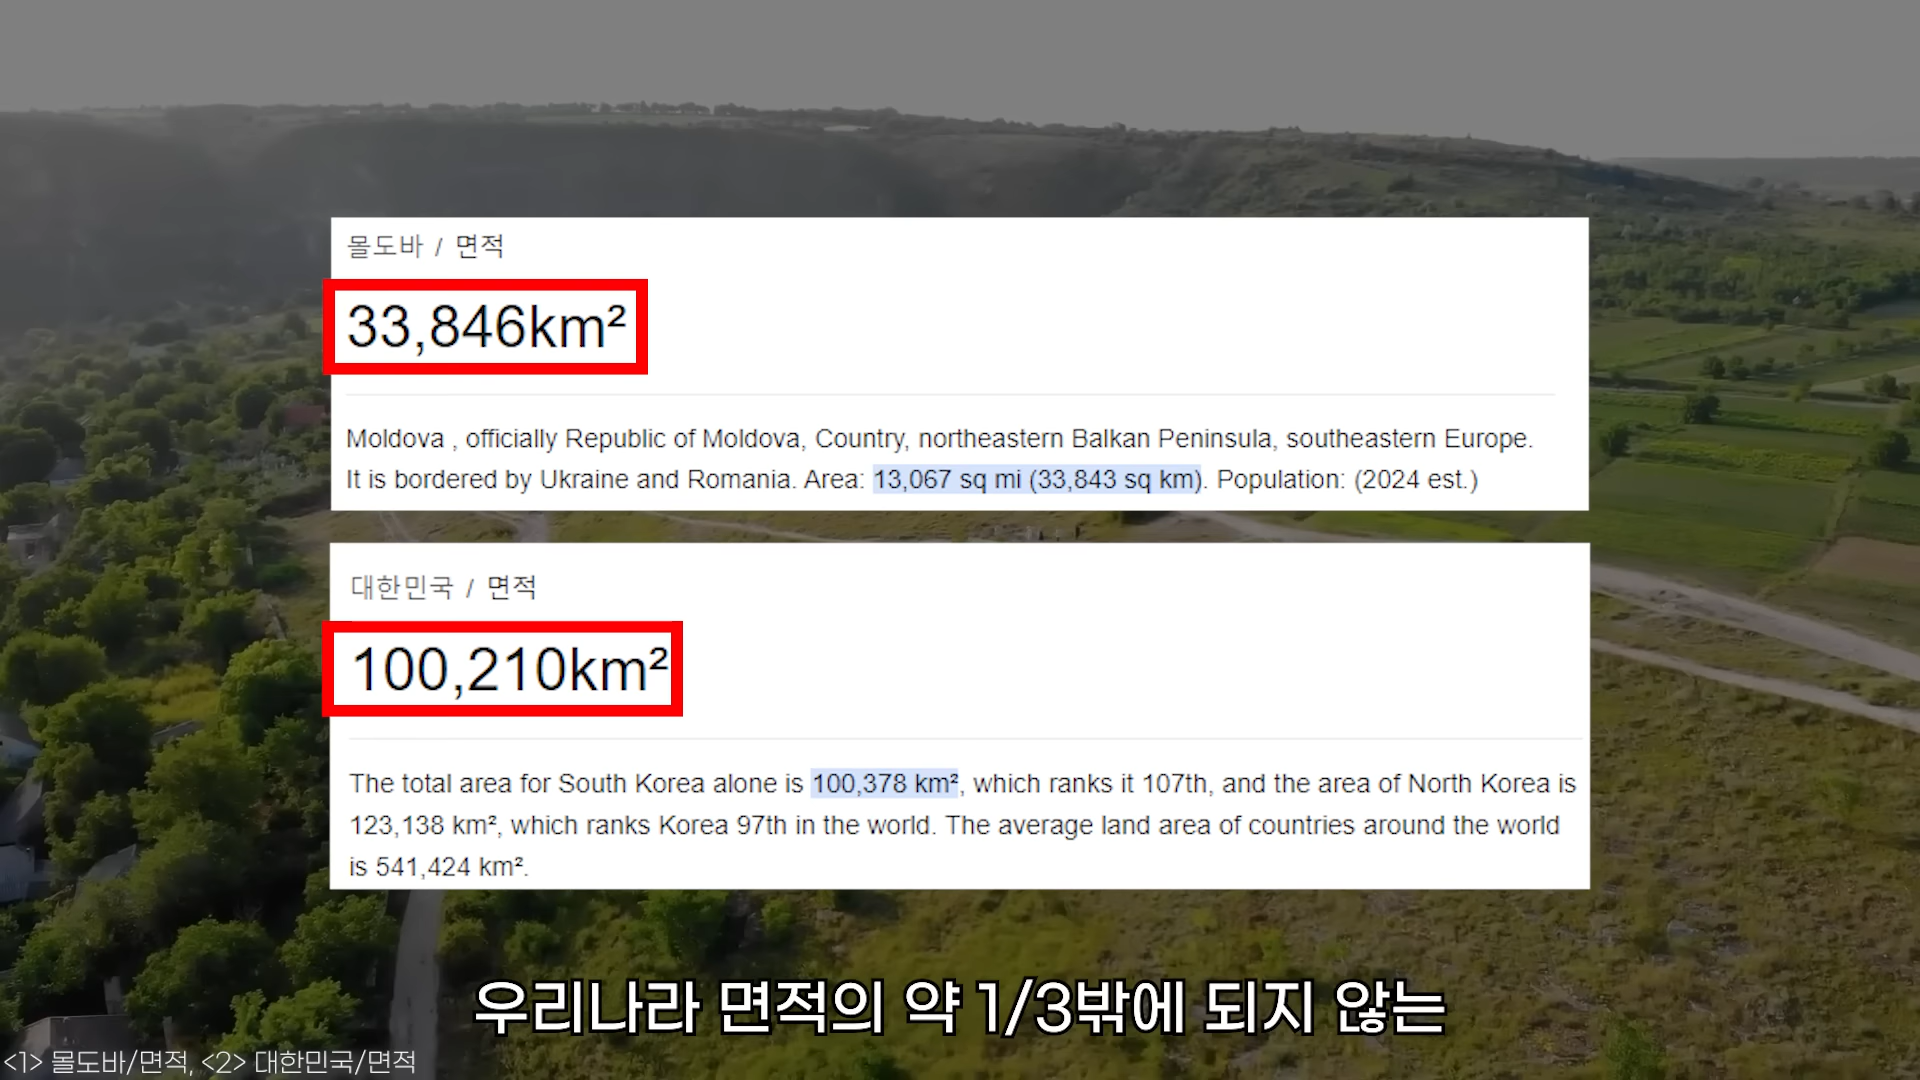 몰도바 / 면적
33,846km²
Moldova , officially Republic of Moldova, Country, northeastern Balkan Peninsula, southeastern Europe.
It is bordered by Ukraine and Romania. Area: 13,067 sq mi (33,843 sq km). Population: (2024 est.)
대한민국 / 면적
100,210km²
The total area for South Korea alone is 100,378 km², which ranks it 107th, and the area of North Korea is
123,138 km², which ranks Korea 97th in the world. The average land area of countries around the world
is 541,424 km².
우리나라 면적의 약 1/3밖에 되지 않는
<1> 몰도바/면적, <2> 대한민국/면적